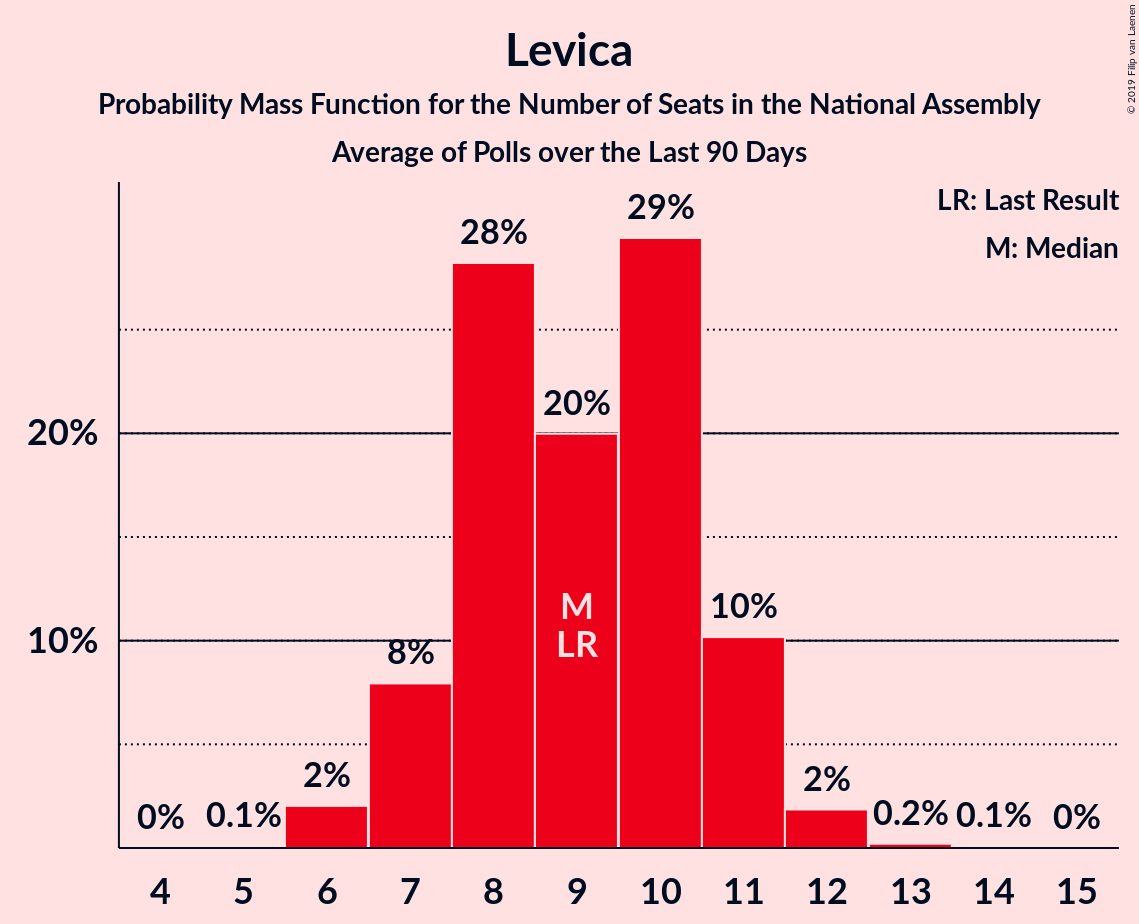 Levica
Probability Mass Function for the Number of Seats in the National Assembly
Average of Polls over the Last 90 Days
© 2019 Filip van Laenen
LR: Last Result
M: Median
29%
28%
20%
20%
M
LR
10%
10%
8%
2%
2%
0%
0.1%
0.2%
0.1%
0%
4 5 6 7 8 9 10 11 12 13 14 15